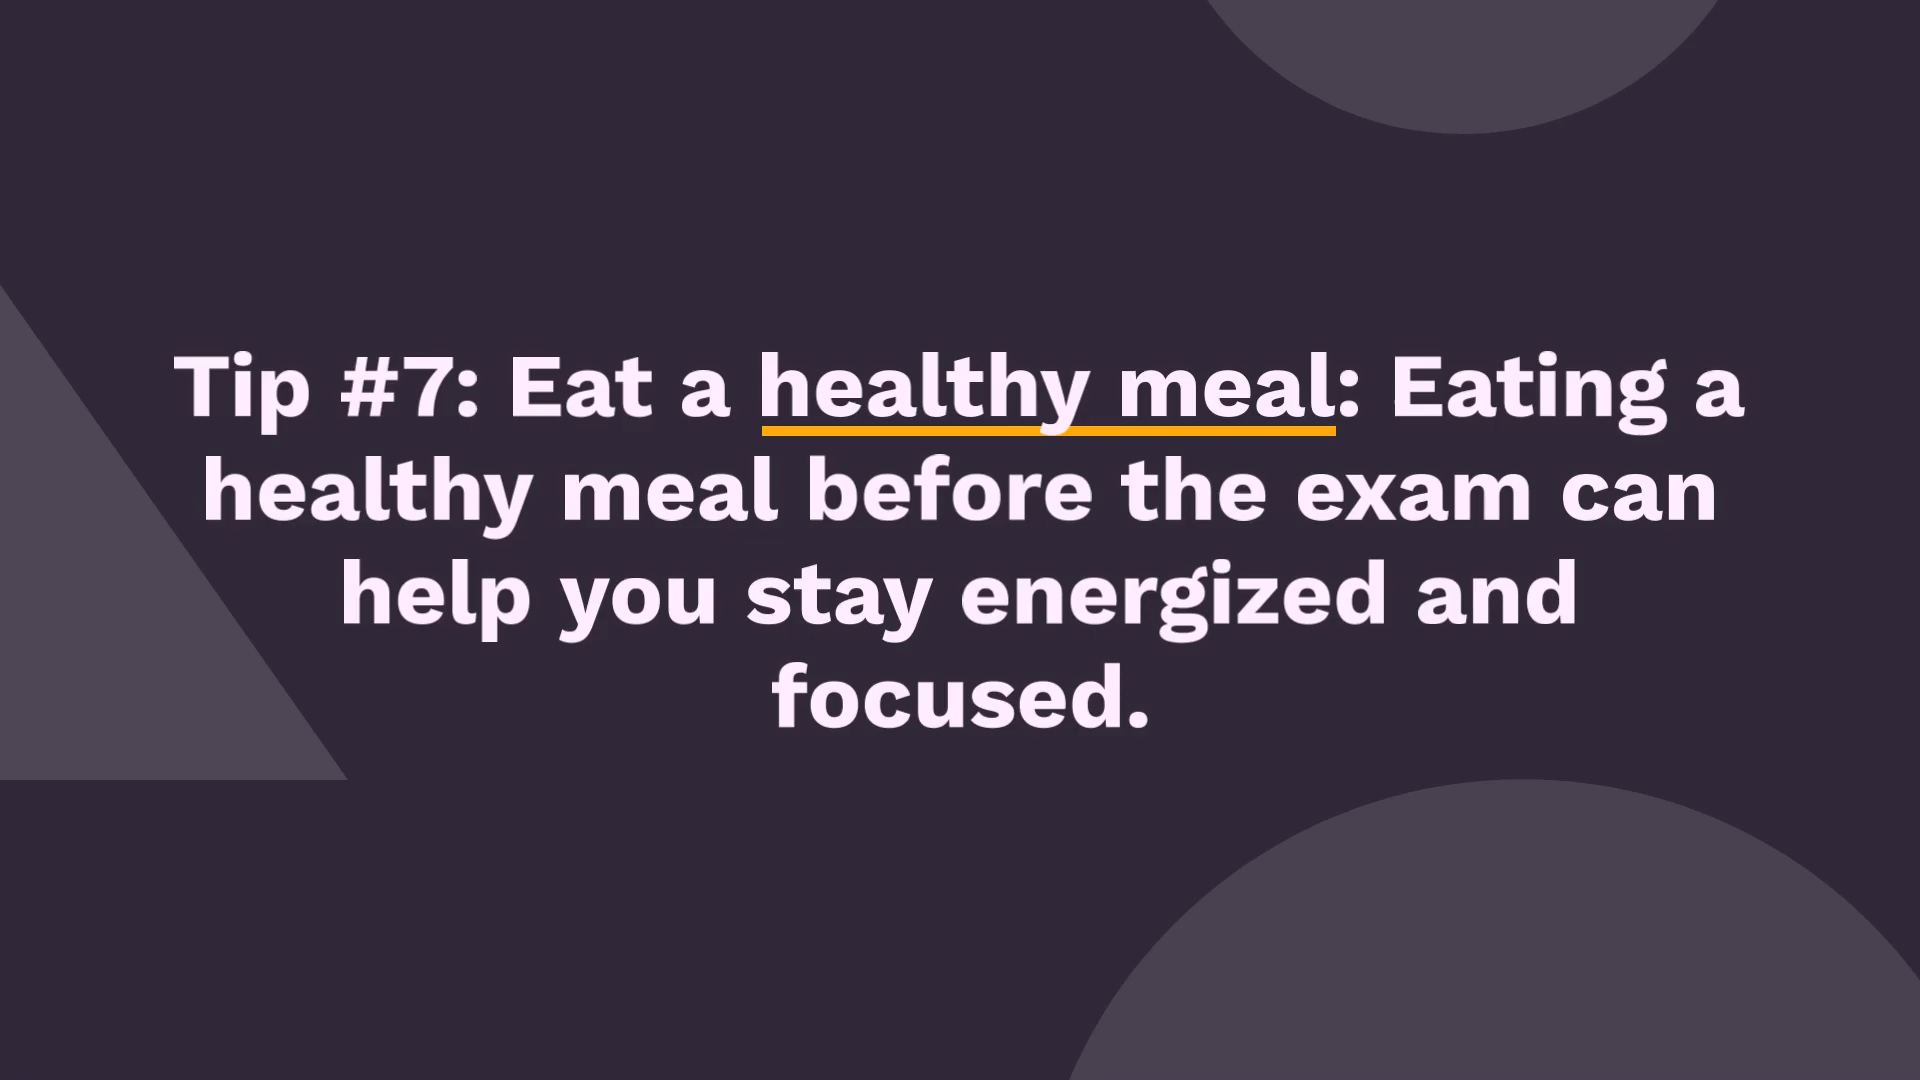 Tip #7: Eat a healthy meal: Eating a
healthy meal before the exam can
help you stay energized and
focused.